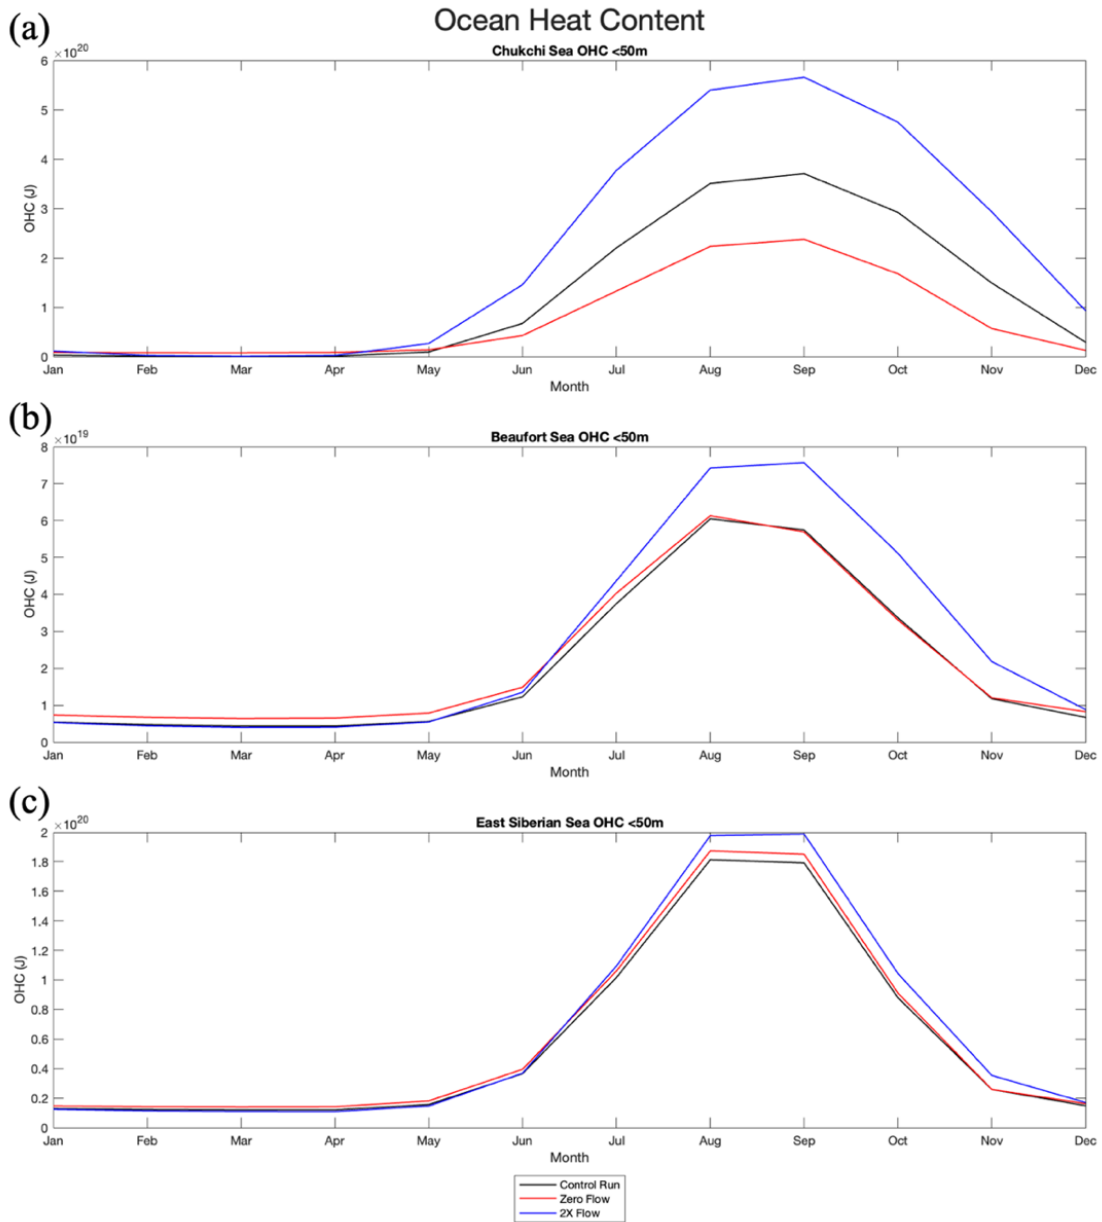 Ocean Heat Content
(a)
Chukchi Sea OHC <50m
×10^20
6
5
4
3
2
1
0
OHC (J)
Jan Feb Mar Apr May Jun Jul Aug Sep Oct Nov Dec
Month
(b)
Beaufort Sea OHC <50m
×10^19
8
7
6
5
4
3
2
1
0
OHC (J)
Jan Feb Mar Apr May Jun Jul Aug Sep Oct Nov Dec
Month
(c)
East Siberian Sea OHC <50m
×10^20
2
1.8
1.6
1.4
1.2
1
0.8
0.6
0.4
0.2
0
OHC (J)
Jan Feb Mar Apr May Jun Jul Aug Sep Oct Nov Dec
Month
Control Run
Zero Flow
2X Flow